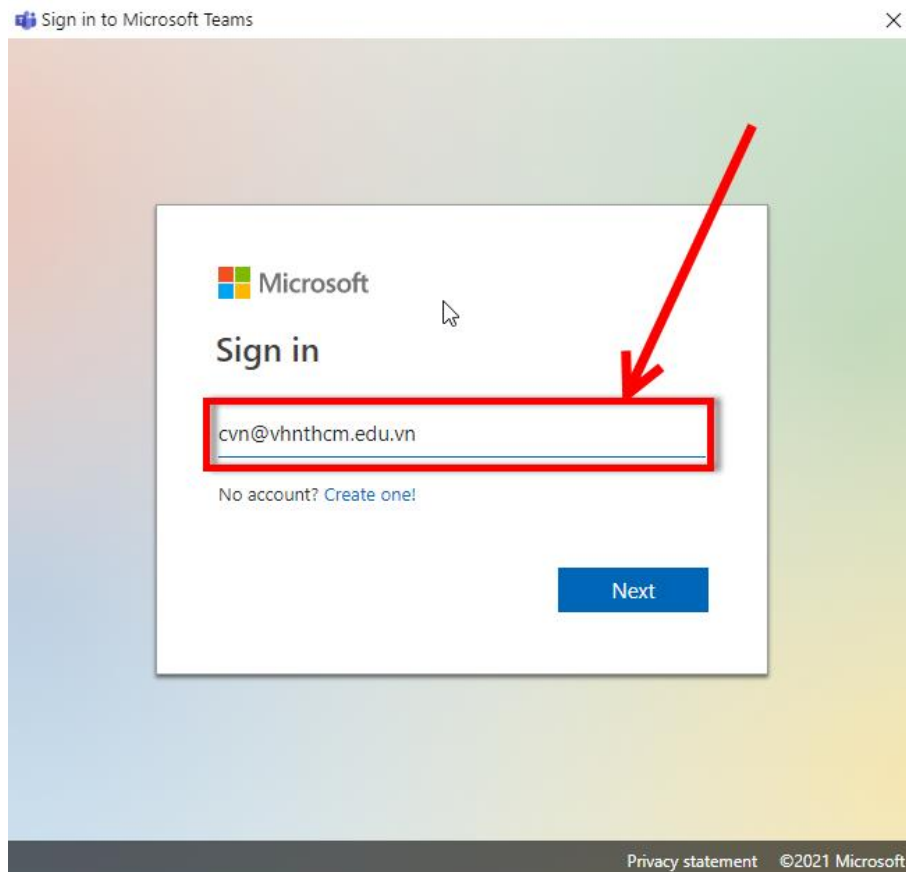 Sign in to Microsoft Teams
Microsoft
Sign in
cvn@vhnthcm.edu.vn
No account? Create one!
Next
Privacy statement ©2021 Microsoft